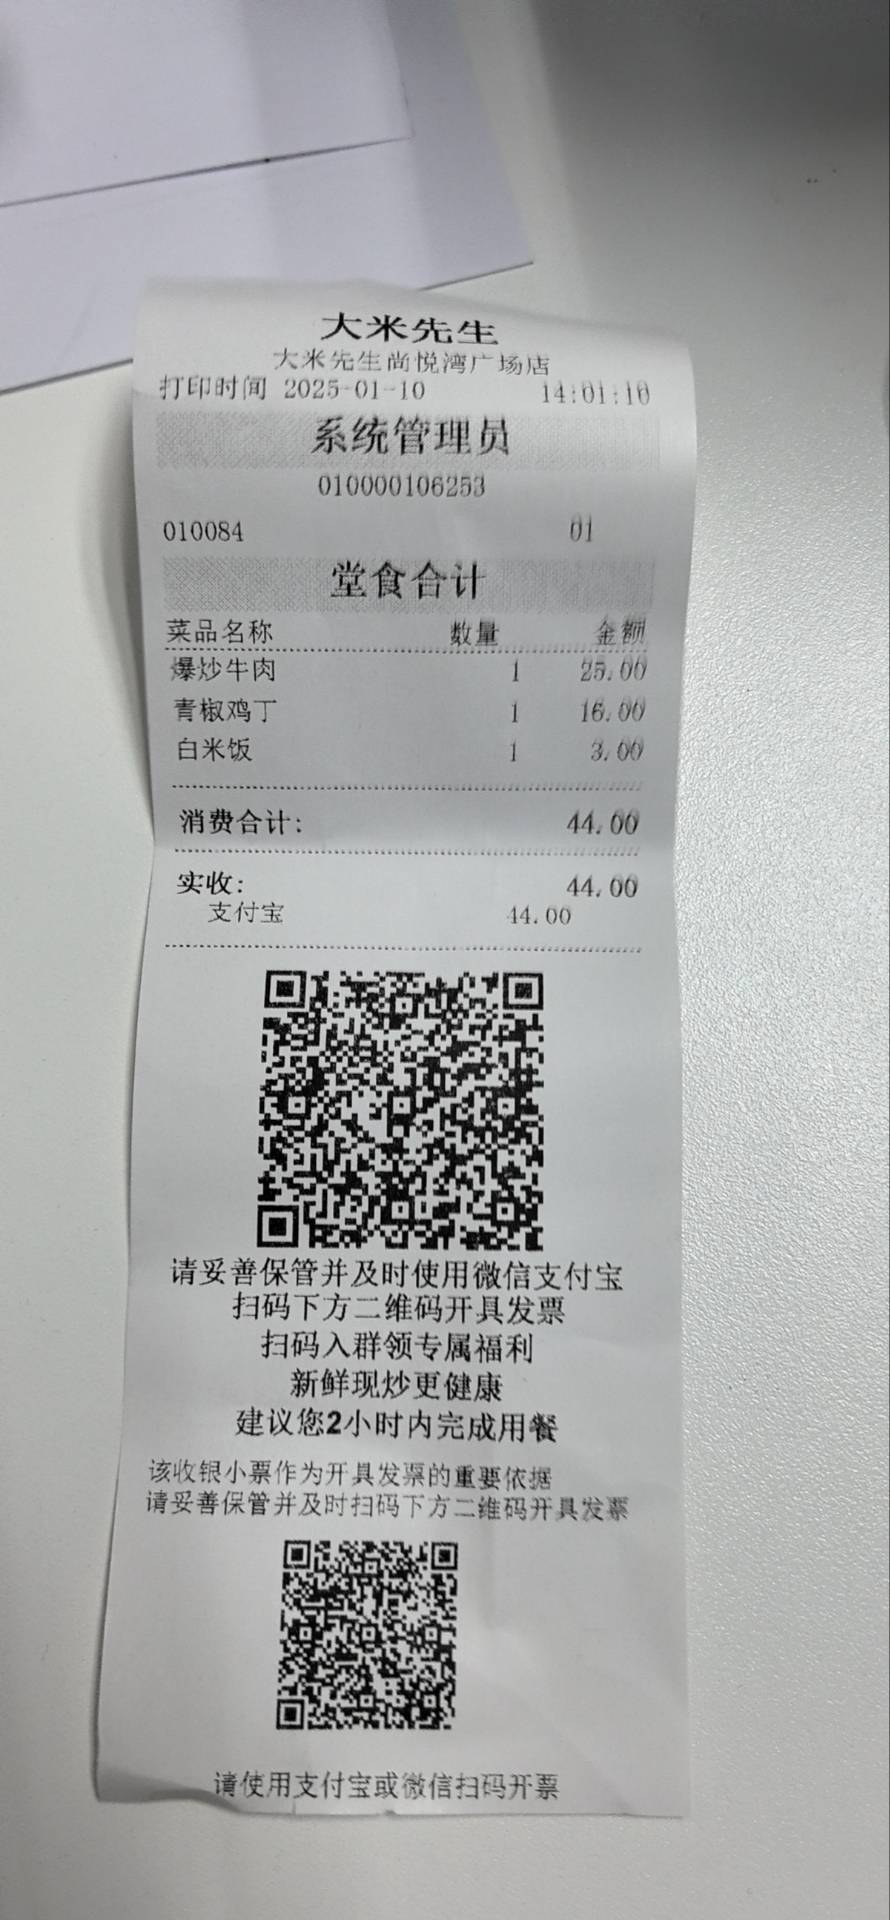 大米先生
大米先生尚悦湾广场店
打印时间 2025-01-10 14:01:10
系统管理员
010000106253
010084 01
堂食合计
菜品名称 数量 金额
爆炒牛肉 1 25.00
青椒鸡丁 1 16.00
白米饭 1 3.00
消费合计: 44.00
实收: 44.00
支付宝 44.00
请妥善保管并及时使用微信支付宝
扫码下方二维码开具发票
扫码入群领专属福利
新鲜现炒更健康
建议您2小时内完成用餐
该收银小票作为开具发票的重要依据
请妥善保管并及时扫码下方二维码开具发票
请使用支付宝或微信扫码开票